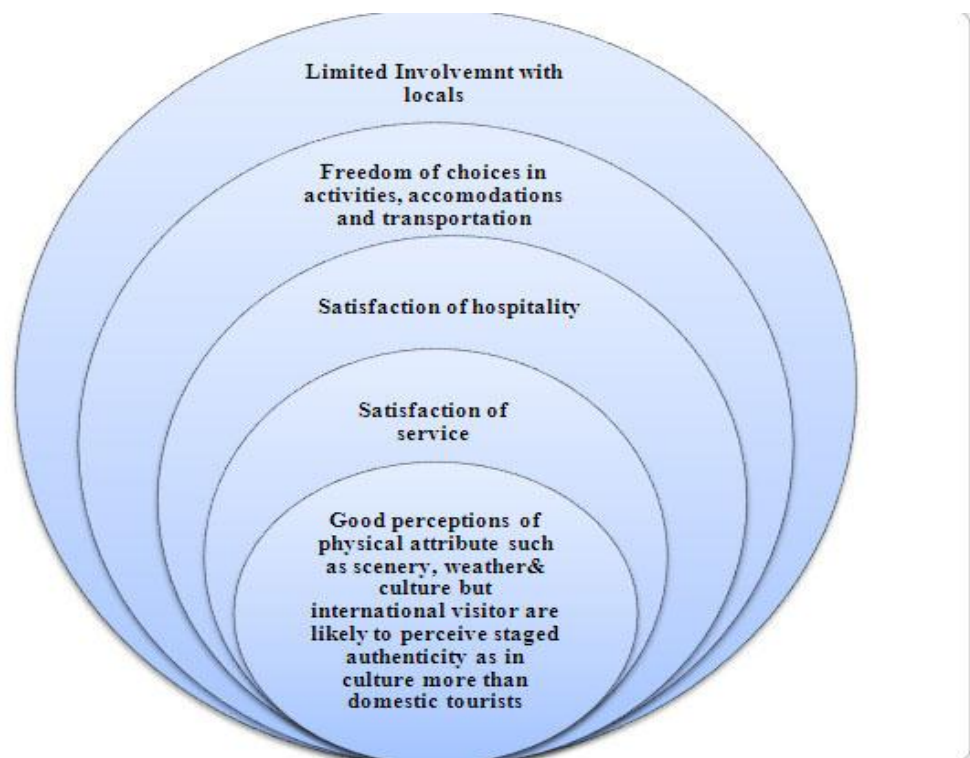 Limited Involvemnt with
locals
Freedom of choices in
activities, accomodations
and transportation
Satisfaction of hospitality
Satisfaction of
service
Good perceptions of
physical attribute such
as scenery, weather&
culture but
international visitor are
likely to perceive staged
authenticity as in
culture more than
domestic tourists